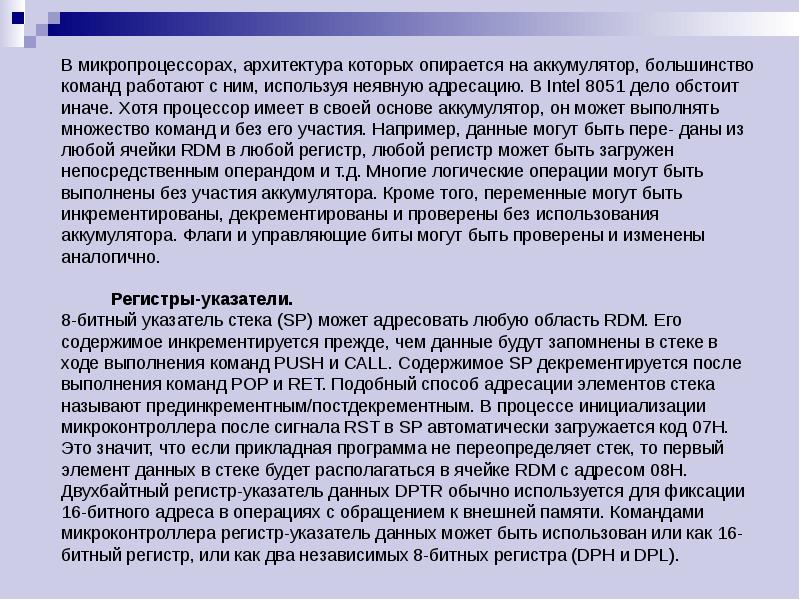 В микропроцессорах, архитектура которых опирается на аккумулятор, большинство
команд работают с ним, используя неявную адресацию. В Intel 8051 дело обстоит
иначе. Хотя процессор имеет в своей основе аккумулятор, он может выполнять
множество команд и без его участия. Например, данные могут быть пере- даны из
любой ячейки RDM в любой регистр, любой регистр может быть загружен
непосредственным операндом и т.д. Многие логические операции могут быть
выполнены без участия аккумулятора. Кроме того, переменные могут быть
инкрементированы, декрементированы и проверены без использования
аккумулятора. Флаги и управляющие биты могут быть проверены и изменены
аналогично.
Регистры-указатели.
8-битный указатель стека (SP) может адресовать любую область RDM. Его
содержимое инкрементируется прежде, чем данные будут запомнены в стеке в
ходе выполнения команд PUSH и CALL. Содержимое SP декрементируется после
выполнения команд POP и RET. Подобный способ адресации элементов стека
называют прединкрементным/постдекрементным. В процессе инициализации
микроконтроллера после сигнала RST в SP автоматически загружается код 07H.
Это значит, что если прикладная программа не переопределяет стек, то первый
элемент данных в стеке будет располагаться в ячейке RDM с адресом 08H.
Двухбайтный регистр-указатель данных DPTR обычно используется для фиксации
16-битного адреса в операциях с обращением к внешней памяти. Командами
микроконтроллера регистр-указатель данных может быть использован или как 16-
битный регистр, или как два независимых 8-битных регистра (DPH и DPL).